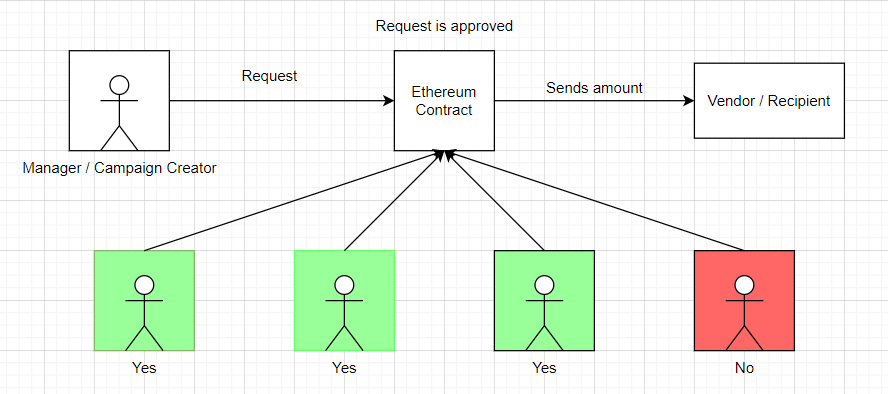 Request is approved
Request
Ethereum
Contract
Sends amount
Vendor / Recipient
Manager / Campaign Creator
Yes
Yes
Yes
No